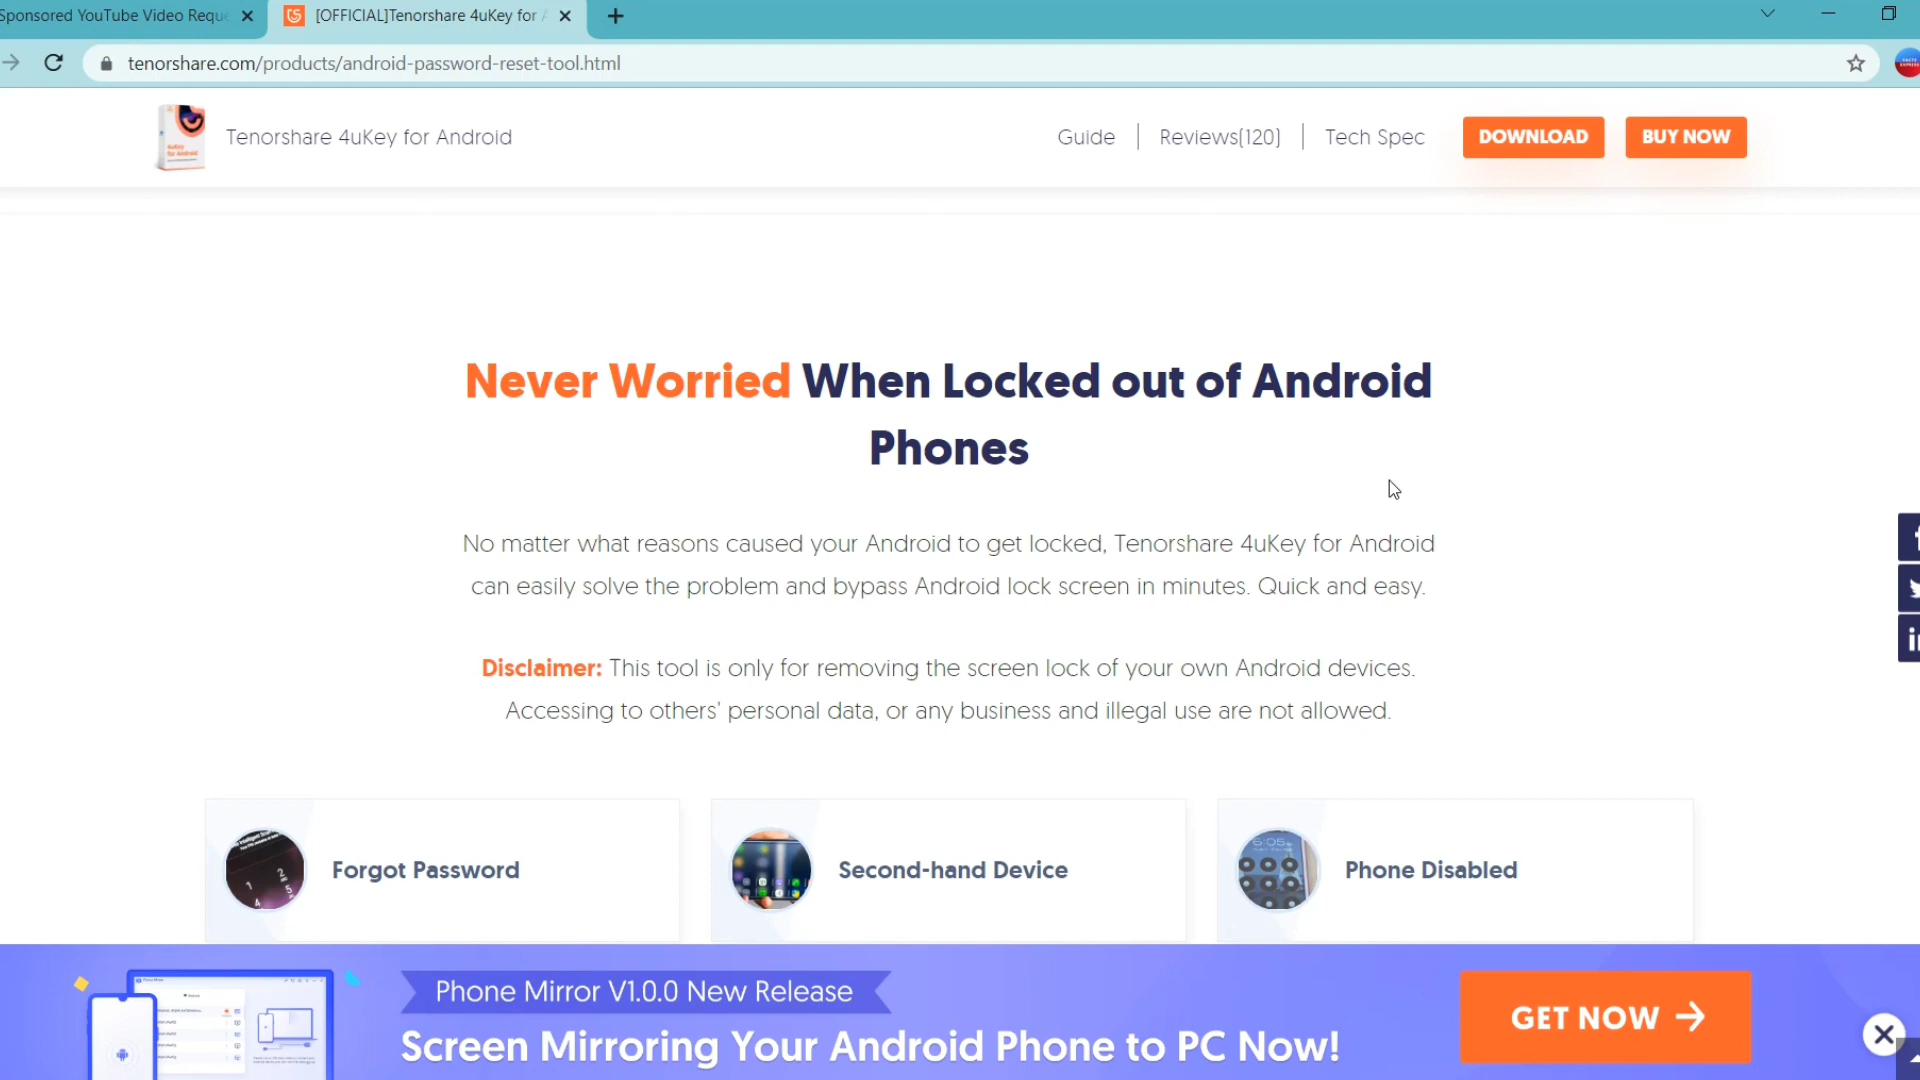 Sponsored YouTube Video Reque
[OFFICIAL]Tenorshare 4uKey for A
tenorshare.com/products/android-password-reset-tool.html
Tenorshare 4uKey for Android
Guide
Reviews(120)
Tech Spec
DOWNLOAD
BUY NOW
Never Worried When Locked out of Android
Phones
No matter what reasons caused your Android to get locked, Tenorshare 4uKey for Android
can easily solve the problem and bypass Android lock screen in minutes. Quick and easy.
Disclaimer: This tool is only for removing the screen lock of your own Android devices.
Accessing to others' personal data, or any business and illegal use are not allowed.
Forgot Password
Second-hand Device
Phone Disabled
Phone Mirror V1.0.0 New Release
Screen Mirroring Your Android Phone to PC Now!
GET NOW